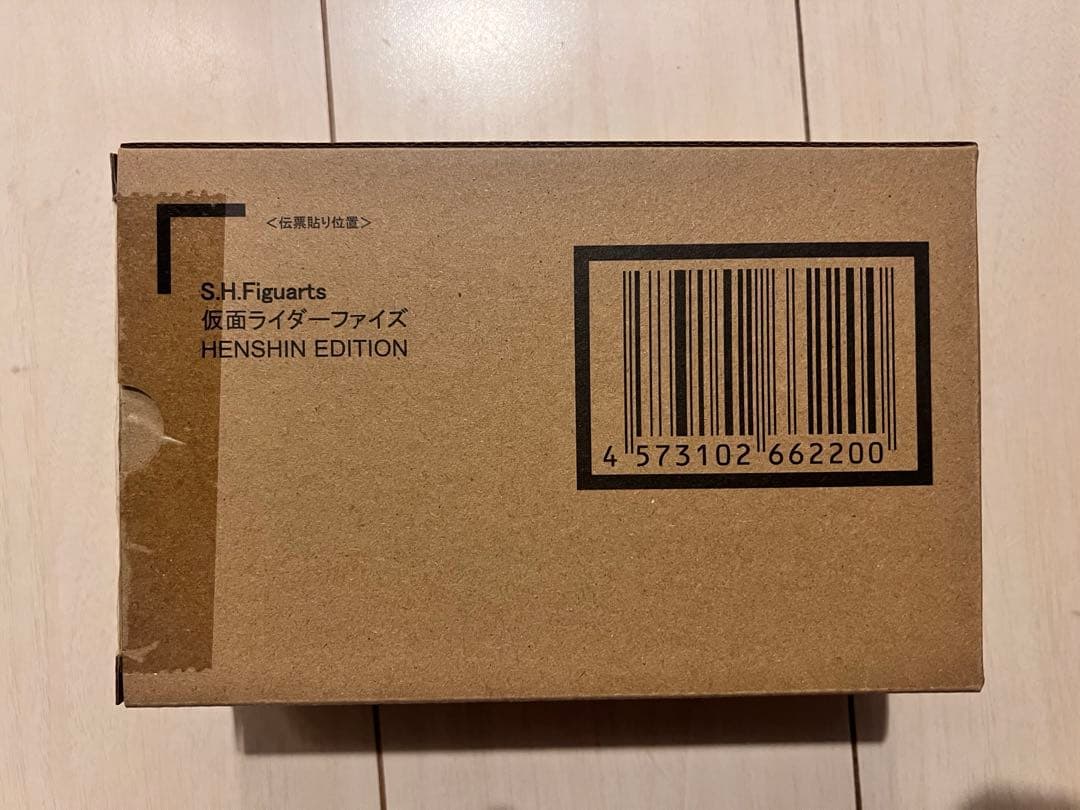 <伝票貼り位置>
S.H.Figuarts
仮面ライダーファイズ
HENSHIN EDITION
4 573102 662200